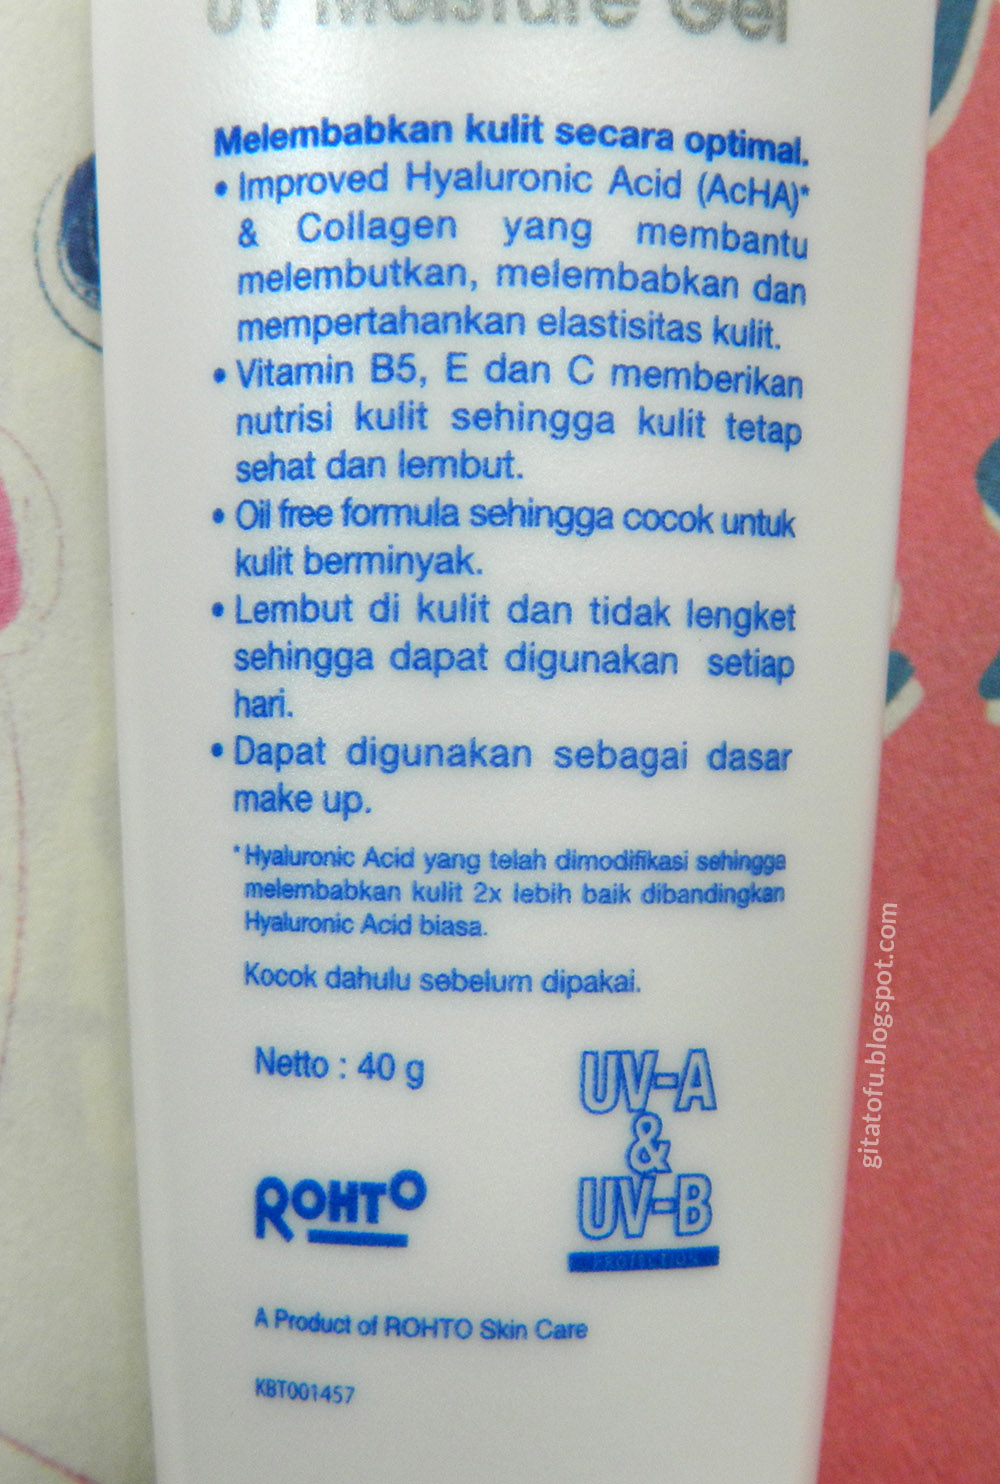 UV Moisture Gel
Melembabkan kulit secara optimal.
• Improved Hyaluronic Acid (AcHA)*
& Collagen yang membantu
melembutkan, melembabkan dan
mempertahankan elastisitas kulit.
• Vitamin B5, E dan C memberikan
nutrisi kulit sehingga kulit tetap
sehat dan lembut.
• Oil free formula sehingga cocok untuk
kulit berminyak.
• Lembut di kulit dan tidak lengket
sehingga dapat digunakan setiap
hari.
• Dapat digunakan sebagai dasar
make up.
*Hyaluronic Acid yang telah dimodifikasi sehingga
melembabkan kulit 2x lebih baik dibandingkan
Hyaluronic Acid biasa.
Kocok dahulu sebelum dipakai.
Netto : 40 g
UV-A
&
UV-B
PROTECTION
ROHTO
A Product of ROHTO Skin Care
KBT001457
gitatofu.blogspot.com